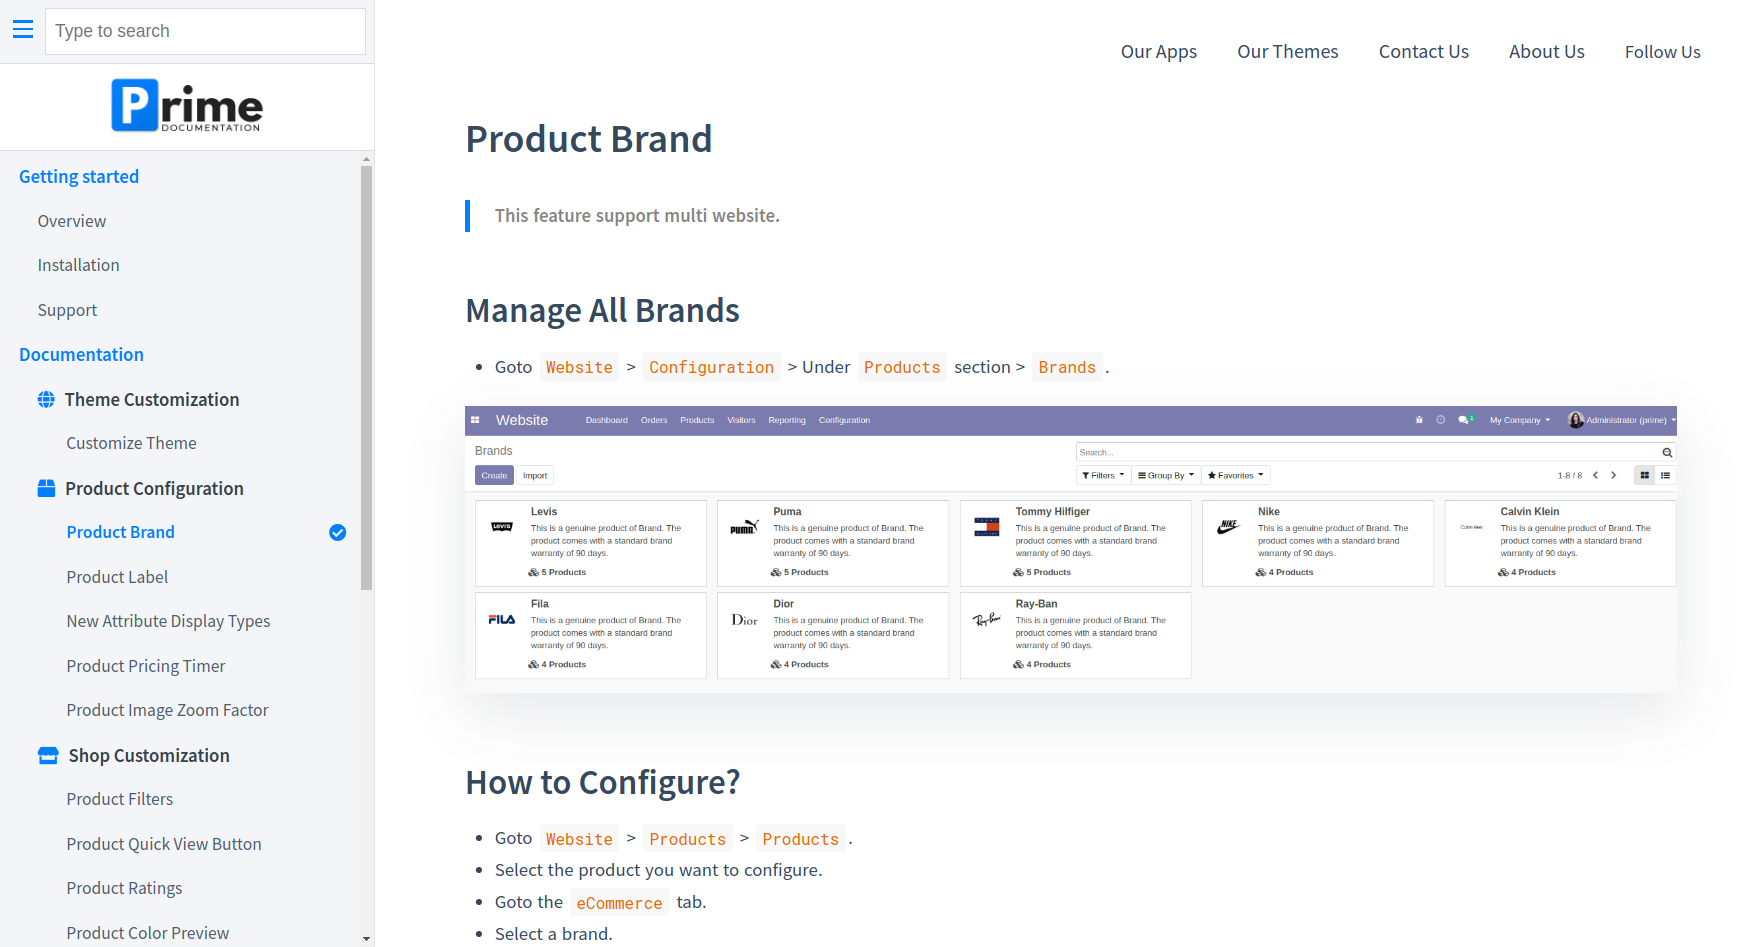 Type to search
Prime
DOCUMENTATION
Getting started
Overview
Installation
Support
Documentation
Theme Customization
Customize Theme
Product Configuration
Product Brand
Product Label
New Attribute Display Types
Product Pricing Timer
Product Image Zoom Factor
Shop Customization
Product Filters
Product Quick View Button
Product Ratings
Product Color Preview
Our Apps Our Themes Contact Us About Us Follow Us
Product Brand
This feature support multi website.
Manage All Brands
• Goto Website > Configuration > Under Products section > Brands .
Website Dashboard Orders Products Visitors Reporting Configuration 1 My Company Administrator (prime)
Brands
Search...
Create Import Filters Group By Favorites 1-8 / 8
LEVI'S
Levis
This is a genuine product of Brand. The
product comes with a standard brand
warranty of 90 days.
5 Products
PUMA
Puma
This is a genuine product of Brand. The
product comes with a standard brand
warranty of 90 days.
5 Products
TOMMY HILFIGER
Tommy Hilfiger
This is a genuine product of Brand. The
product comes with a standard brand
warranty of 90 days.
5 Products
NIKE
Nike
This is a genuine product of Brand. The
product comes with a standard brand
warranty of 90 days.
4 Products
Calvin Klein
Calvin Klein
This is a genuine product of Brand. The
product comes with a standard brand
warranty of 90 days.
4 Products
FILA
Fila
This is a genuine product of Brand. The
product comes with a standard brand
warranty of 90 days.
4 Products
Dior
Dior
This is a genuine product of Brand. The
product comes with a standard brand
warranty of 90 days.
4 Products
Ray-Ban
Ray-Ban
This is a genuine product of Brand. The
product comes with a standard brand
warranty of 90 days.
4 Products
How to Configure?
• Goto Website > Products > Products .
• Select the product you want to configure.
• Goto the eCommerce tab.
• Select a brand.